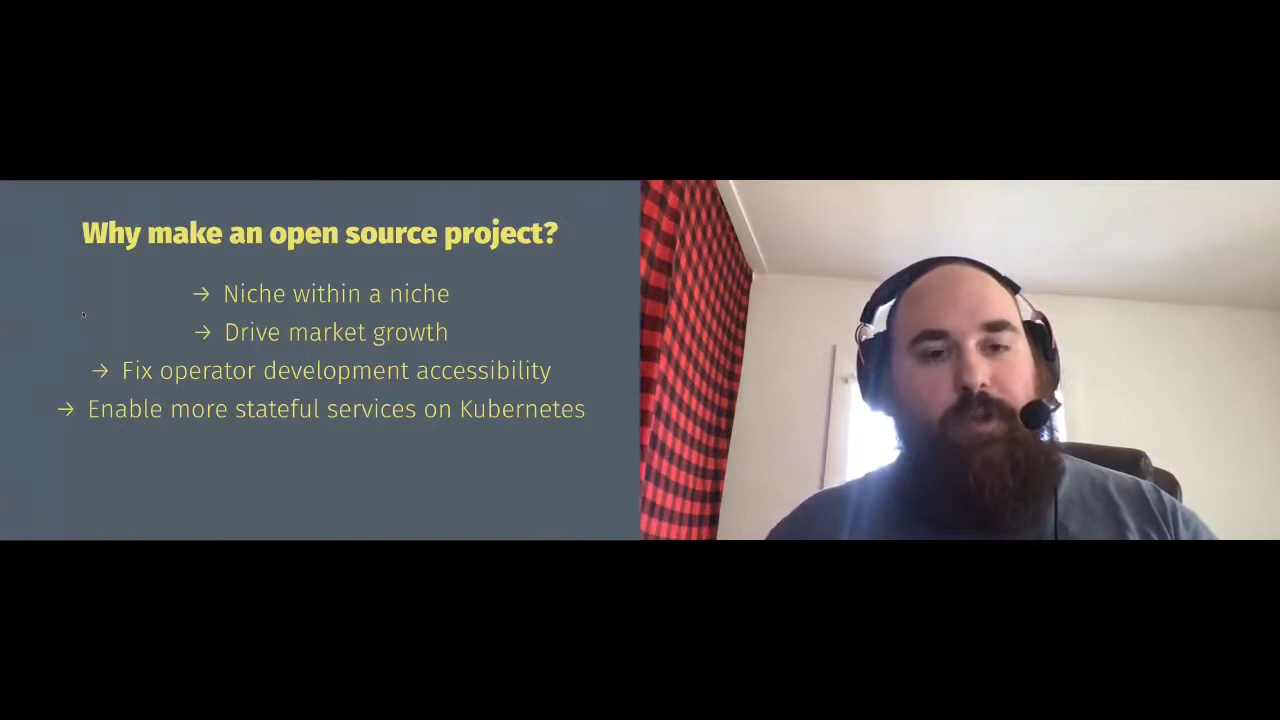 Why make an open source project?
→ Niche within a niche
→ Drive market growth
→ Fix operator development accessibility
→ Enable more stateful services on Kubernetes